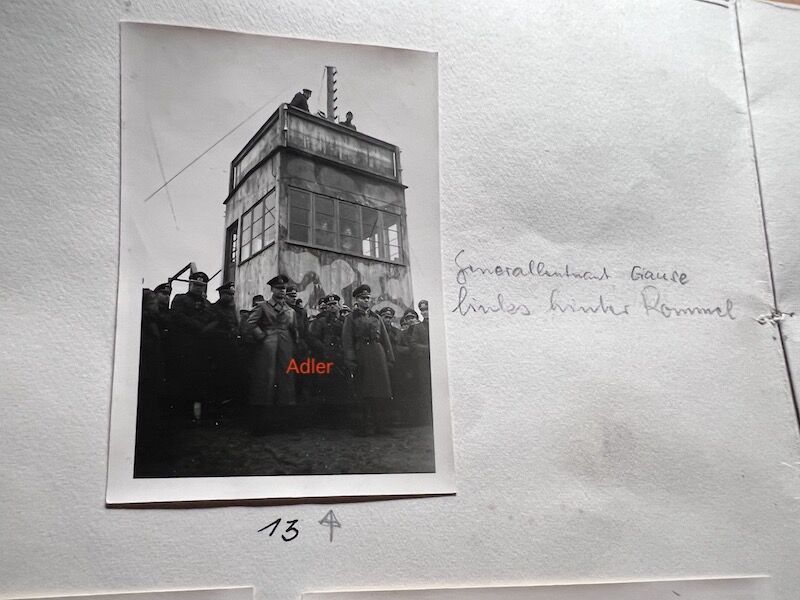 Adler
Generalleutnant Gause
links hinter Rommel
13